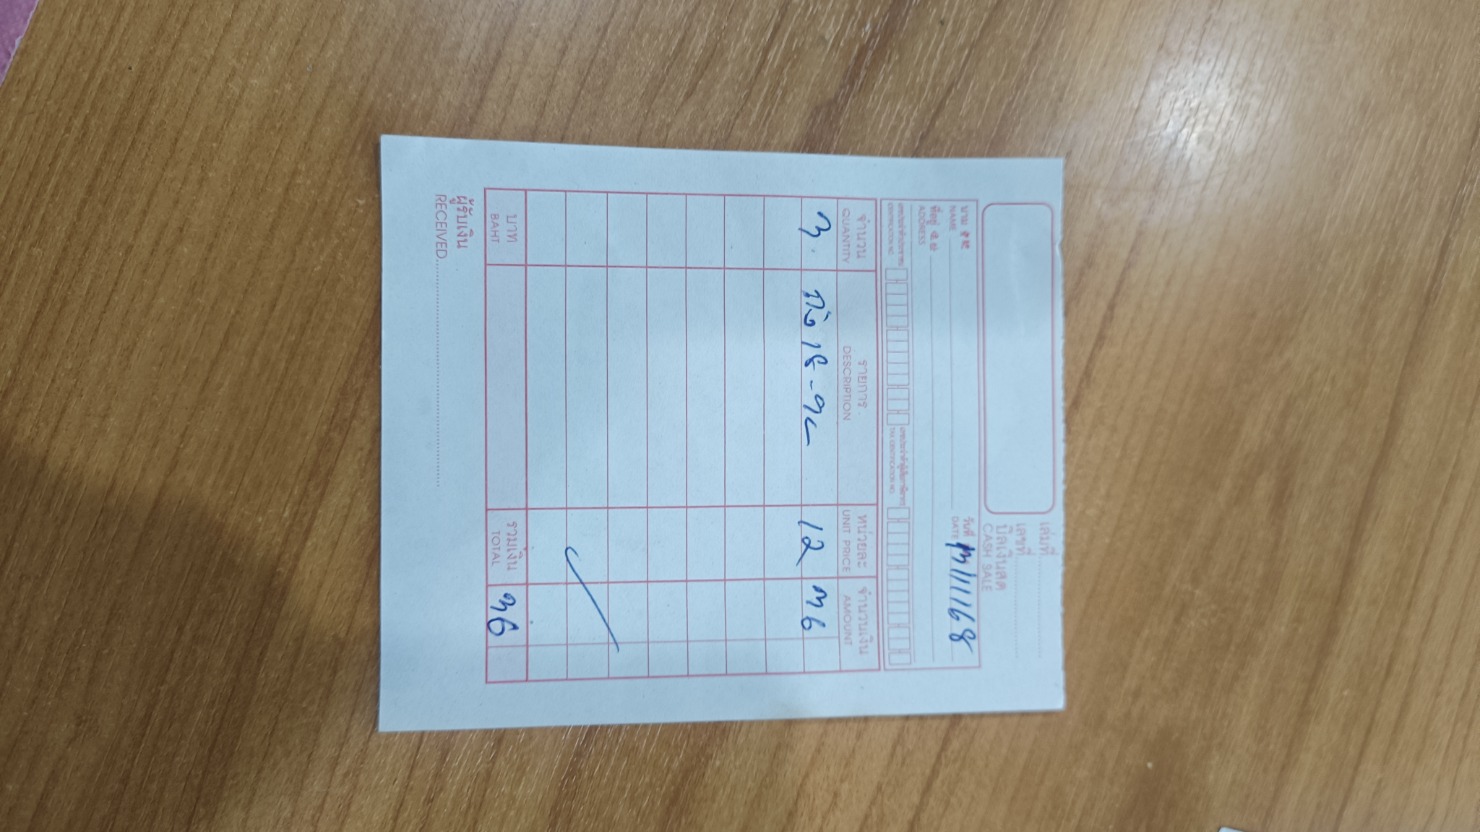 เล่มที่
เลขที่
บิลเงินสด
CASH SALE
นาม
NAME
วันที่ 3/11/68
DATE
ที่อยู่
ADDRESS
จำนวน รายการ หน่วยละ จำนวนเงิน
QUANTITY DESCRIPTION UNIT PRICE AMOUNT
3 12 36
บาท รวมเงิน 36
BAHT TOTAL
ผู้รับเงิน
RECEIVED